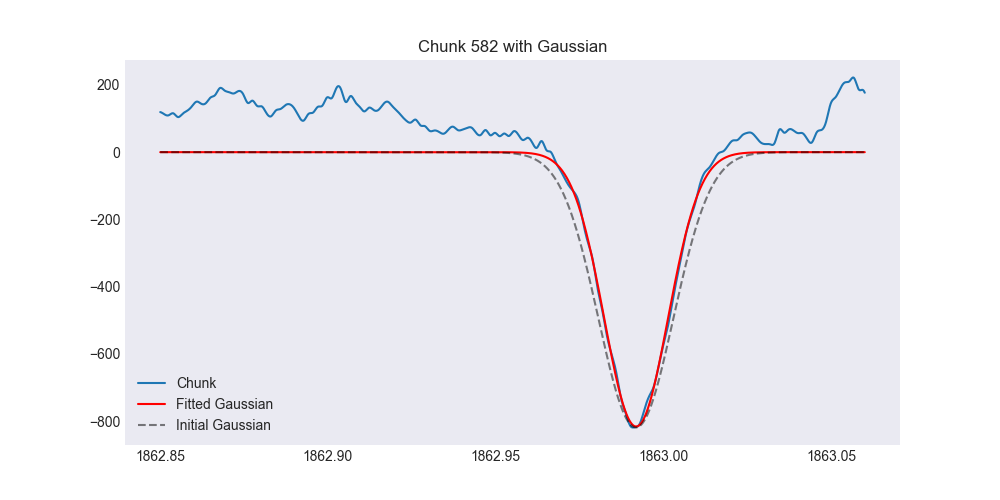 Chunk 582 with Gaussian
200
0
−200
−400
−600
−800
Chunk
Fitted Gaussian
Initial Gaussian
1862.85 1862.90 1862.95 1863.00 1863.05